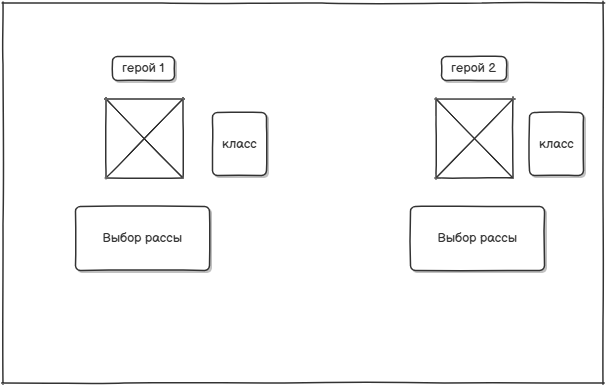 герой 1
герой 2
класс
класс
Выбор рассы
Выбор рассы